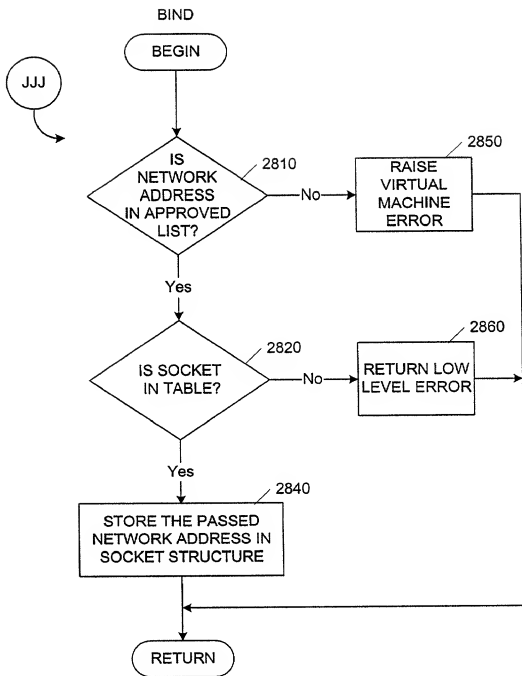 BIND
BEGIN
JJJ
IS
NETWORK
ADDRESS
IN APPROVED
LIST?
2810
No
2850
RAISE
VIRTUAL
MACHINE
ERROR
Yes
IS SOCKET
IN TABLE?
2820
No
2860
RETURN LOW
LEVEL ERROR
Yes
2840
STORE THE PASSED
NETWORK ADDRESS IN
SOCKET STRUCTURE
RETURN